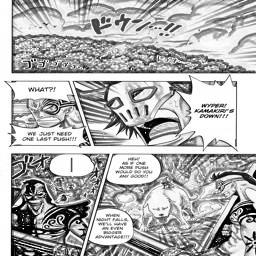 ドゥン…!!
WHAT?!
WYPER!
KAMAKIRI'S
DOWN!!!
WE JUST
NEED ONE
LAST PUSH!!!
HEH!
AS IF ONE
MORE PUSH
WOULD DO YOU
ANY GOOD!!
WHEN
NIGHT FALLS,
WE'LL HAVE
AN EVEN
BIGGER
ADVANTAGE!!!